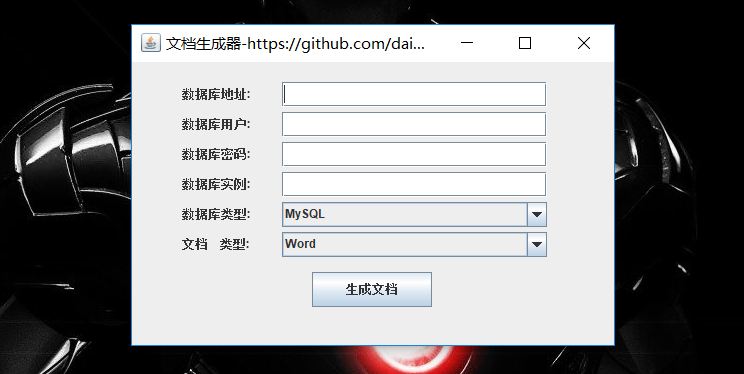 文档生成器-https://github.com/dai...
数据库地址:
数据库用户:
数据库密码:
数据库实例:
数据库类型: MySQL
文档 类型: Word
生成文档